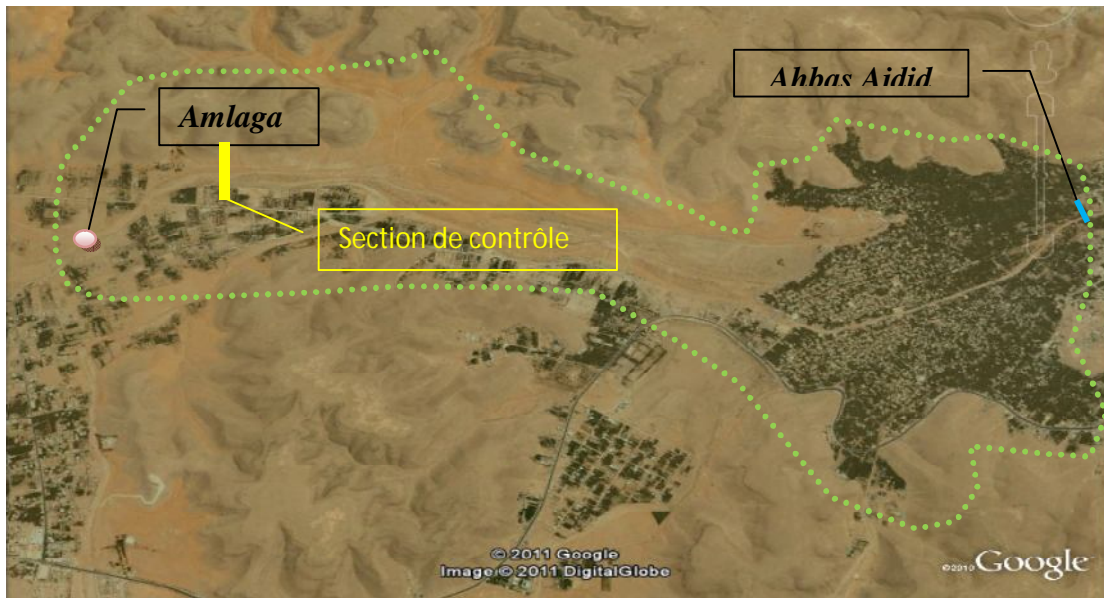 Ahbas Aidid
Amlaga
Section de contrôle
© 2011 Google
Image © 2011 DigitalGlobe
©2010 Google